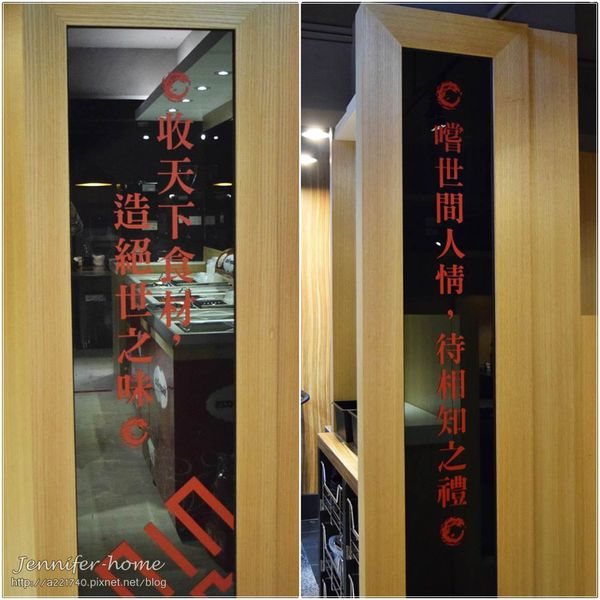 收天下食材，
造絕世之味
嚐世間人情，待相知之禮
Jennifer-home
http://a221740.pixnet.net/blog